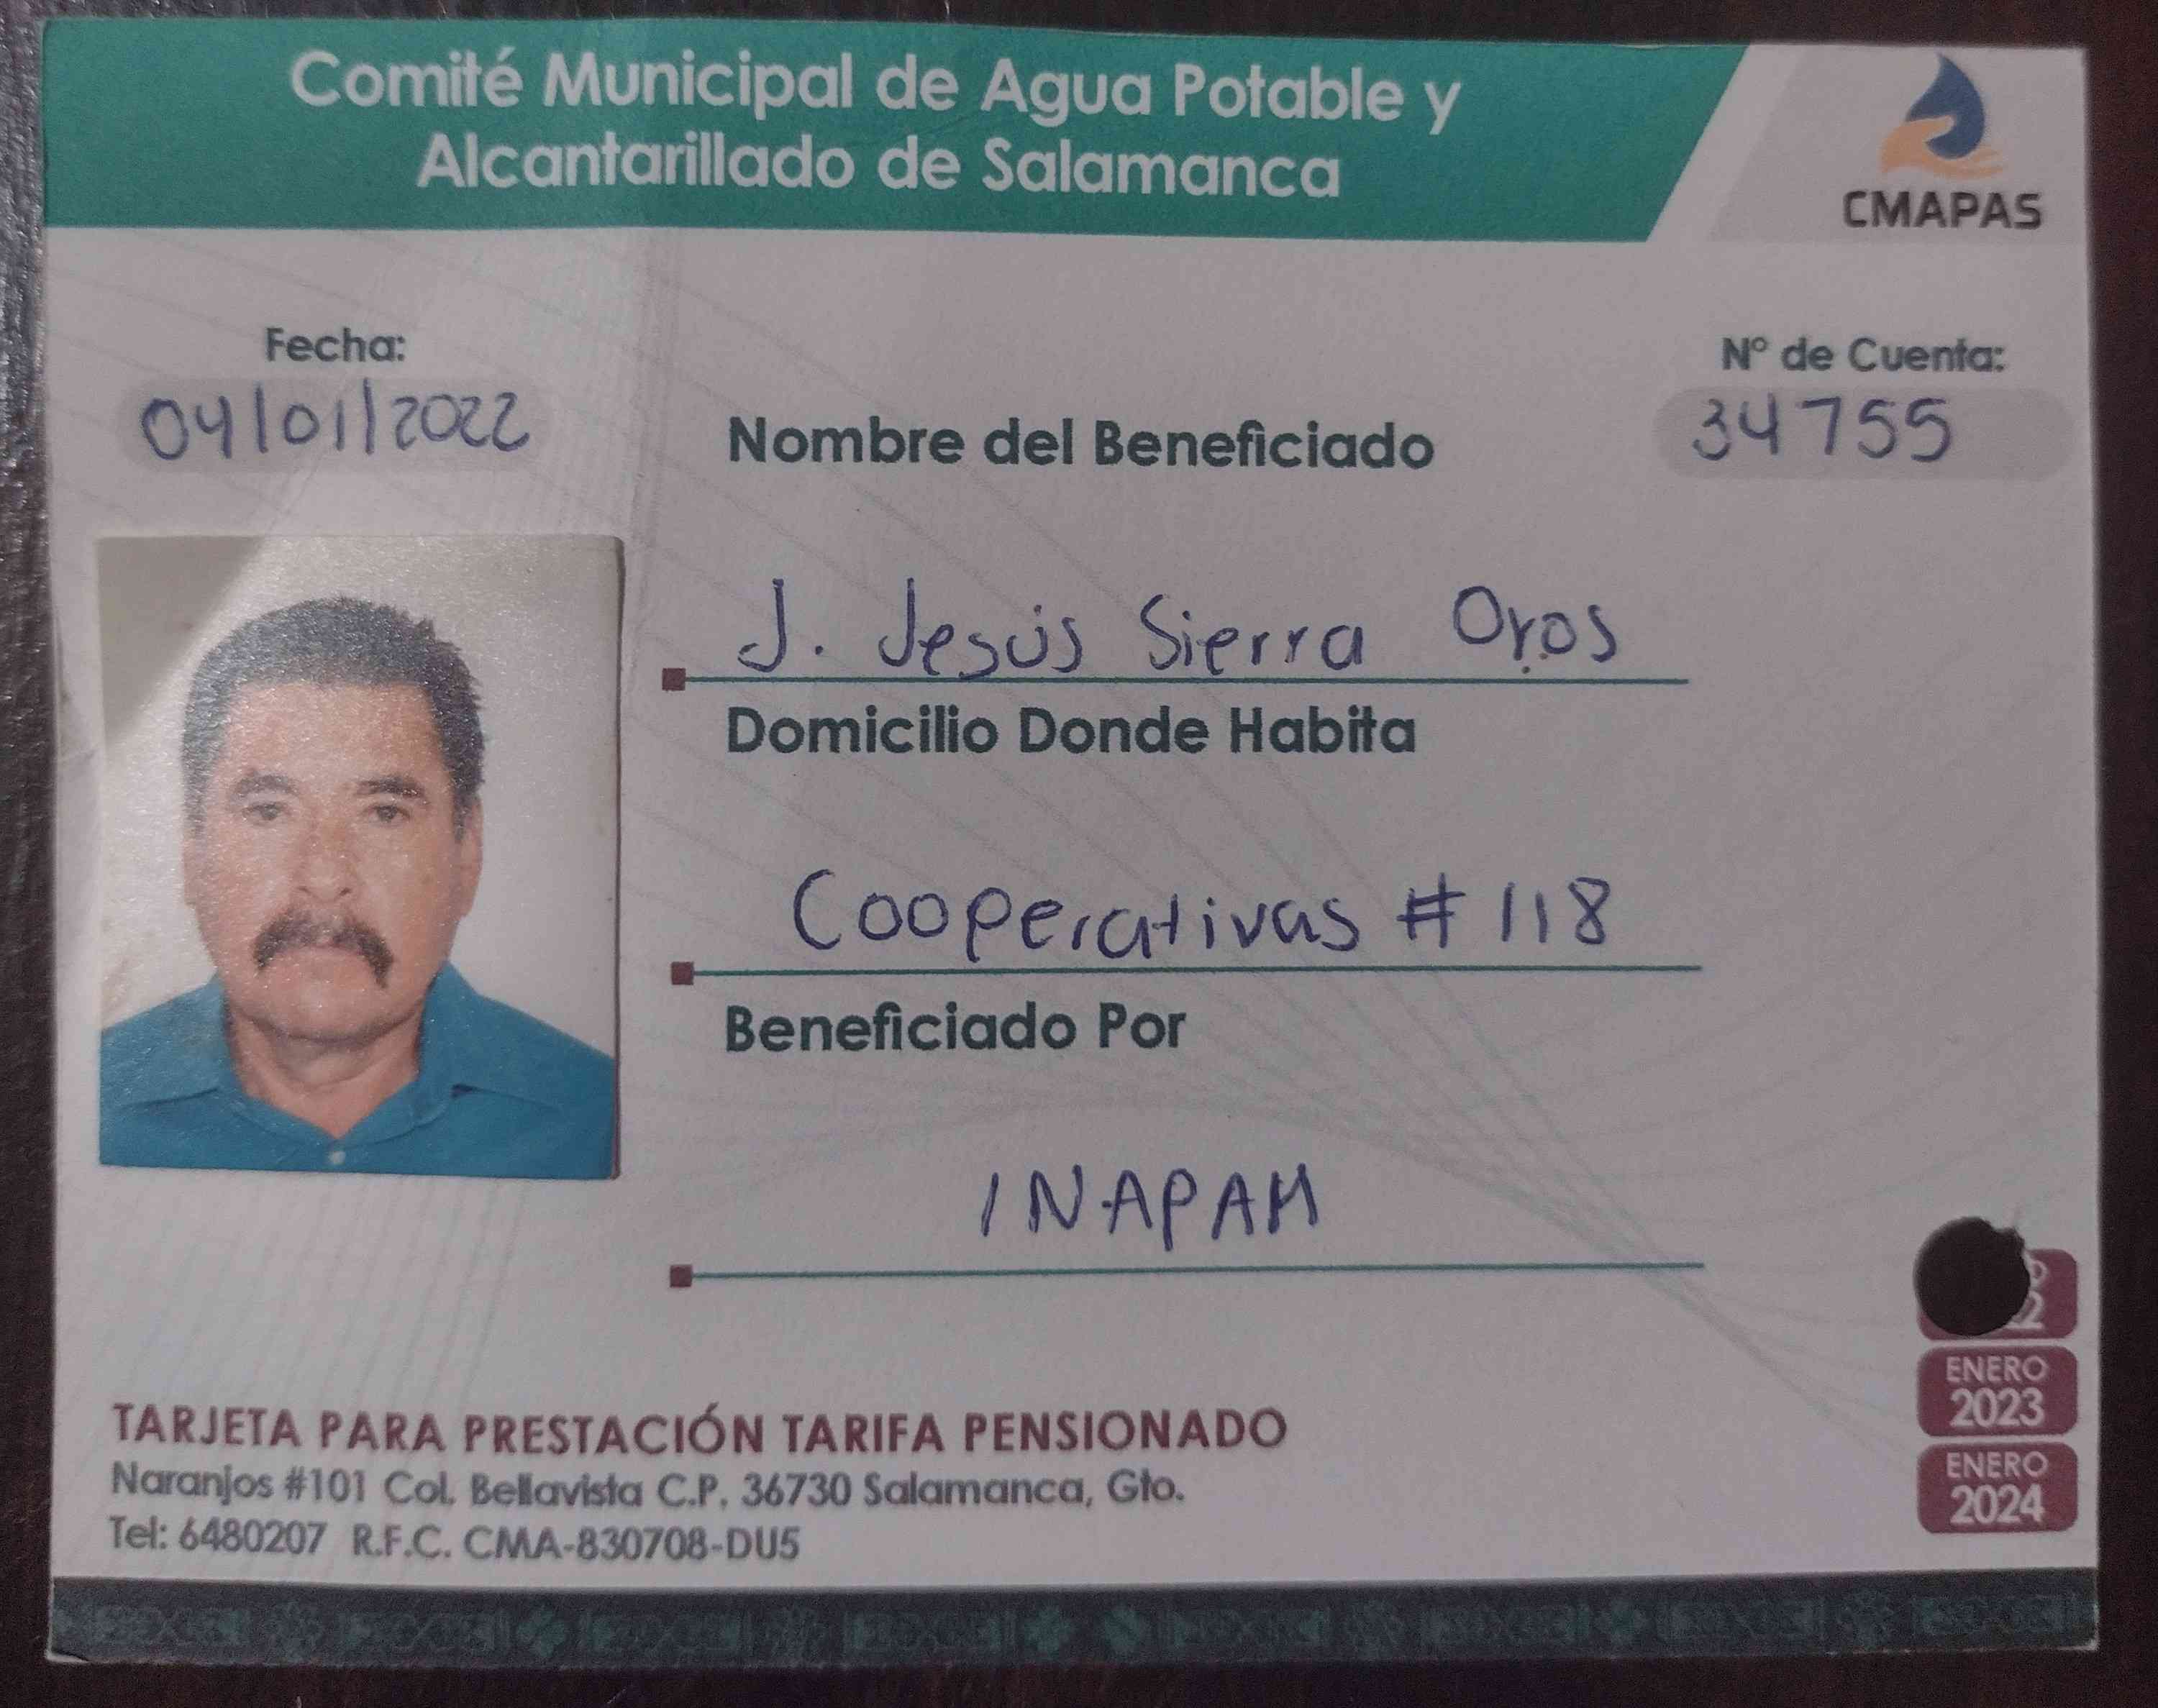 Comité Municipal de Agua Potable y
Alcantarillado de Salamanca
CMAPAS
Fecha:
04/01/2022
N° de Cuenta:
34755
Nombre del Beneficiado
J. Jesús Sierra Oros
Domicilio Donde Habita
Cooperativas # 118
Beneficiado Por
INAPAM
ENERO
2023
ENERO
2024
TARJETA PARA PRESTACIÓN TARIFA PENSIONADO
Naranjos #101 Col. Bellavista C.P. 36730 Salamanca, Gto.
Tel: 6480207 R.F.C. CMA-830708-DU5